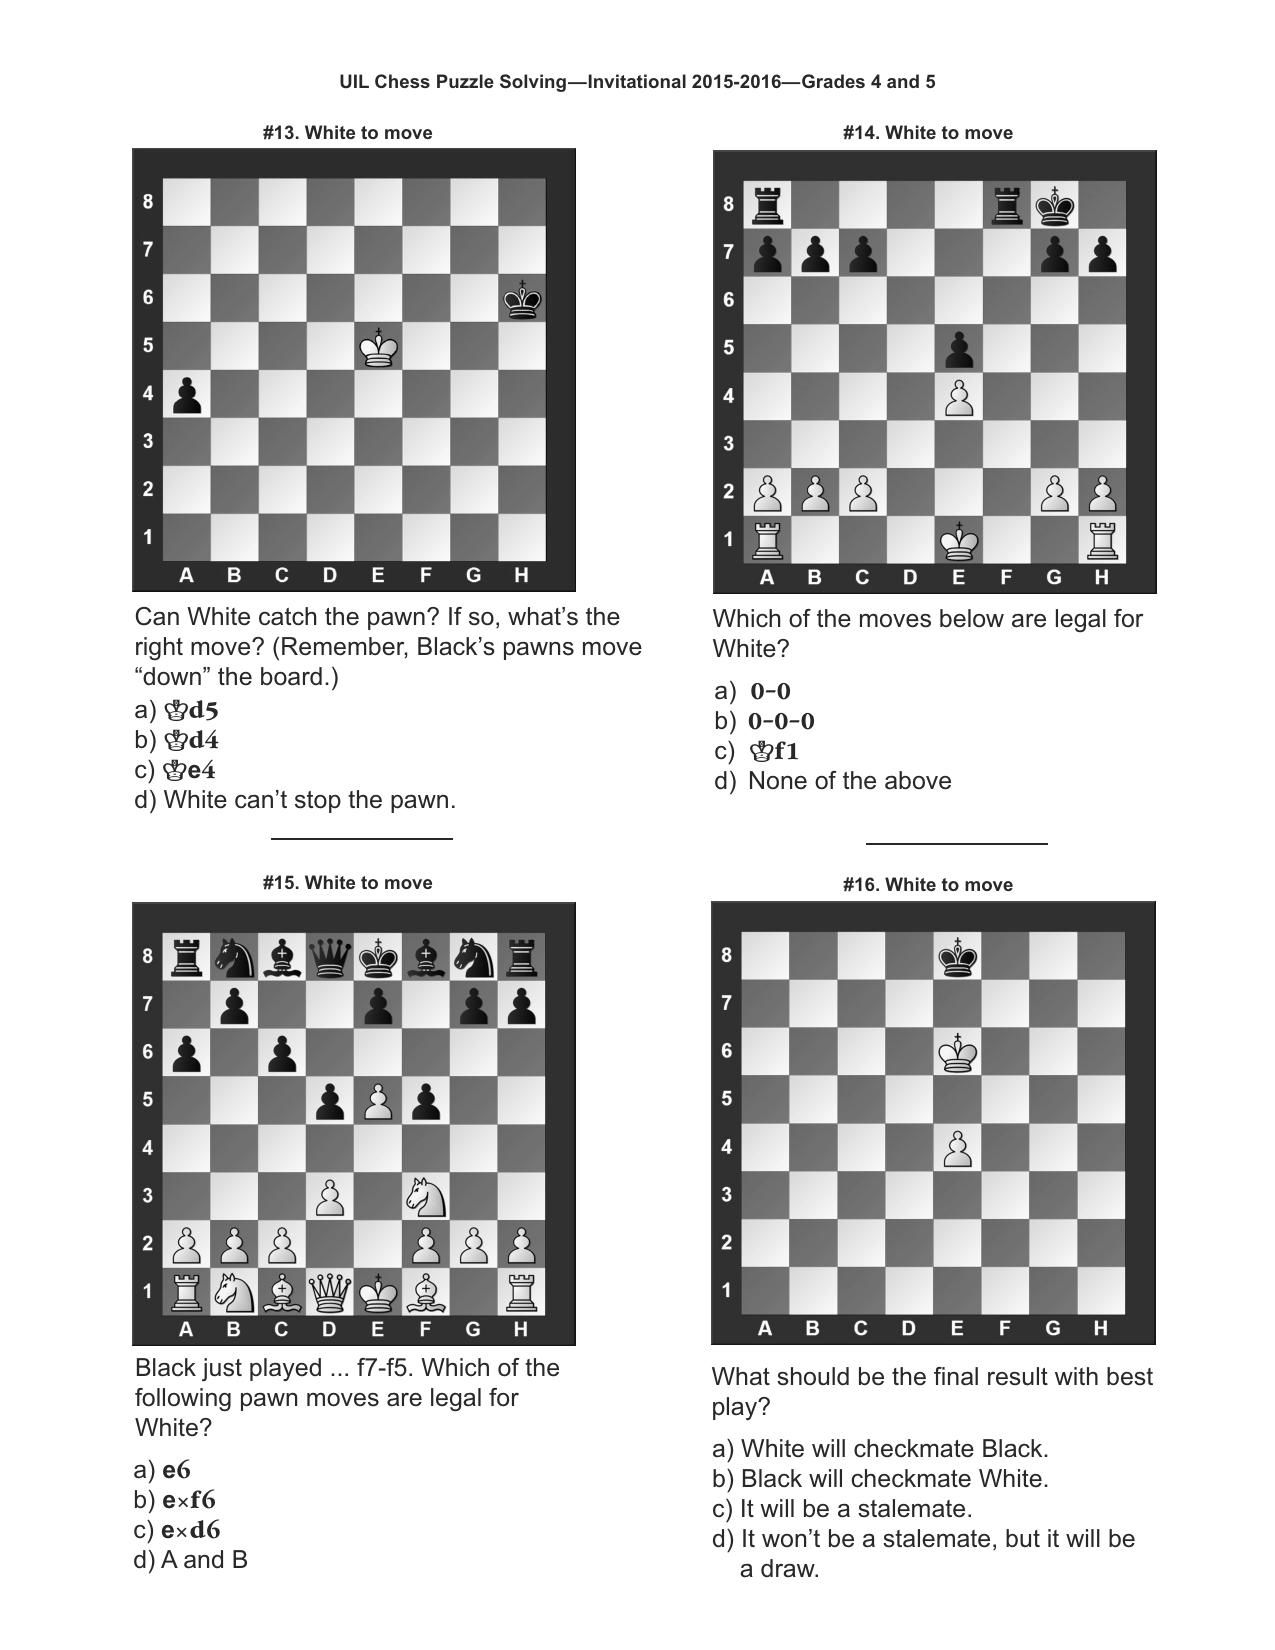 UIL Chess Puzzle Solving—Invitational 2015-2016—Grades 4 and 5
#13. White to move
8
7
6
5
4
3
2
1
A B C D E F G H
Can White catch the pawn? If so, what’s the
right move? (Remember, Black’s pawns move
“down” the board.)
a) ♔d5
b) ♔d4
c) ♔e4
d) White can’t stop the pawn.
#14. White to move
8
7
6
5
4
3
2
1
A B C D E F G H
Which of the moves below are legal for
White?
a) 0-0
b) 0-0-0
c) ♔f1
d) None of the above
#15. White to move
8
7
6
5
4
3
2
1
A B C D E F G H
Black just played ... f7-f5. Which of the
following pawn moves are legal for
White?
a) e6
b) e×f6
c) e×d6
d) A and B
#16. White to move
8
7
6
5
4
3
2
1
A B C D E F G H
What should be the final result with best
play?
a) White will checkmate Black.
b) Black will checkmate White.
c) It will be a stalemate.
d) It won’t be a stalemate, but it will be
a draw.